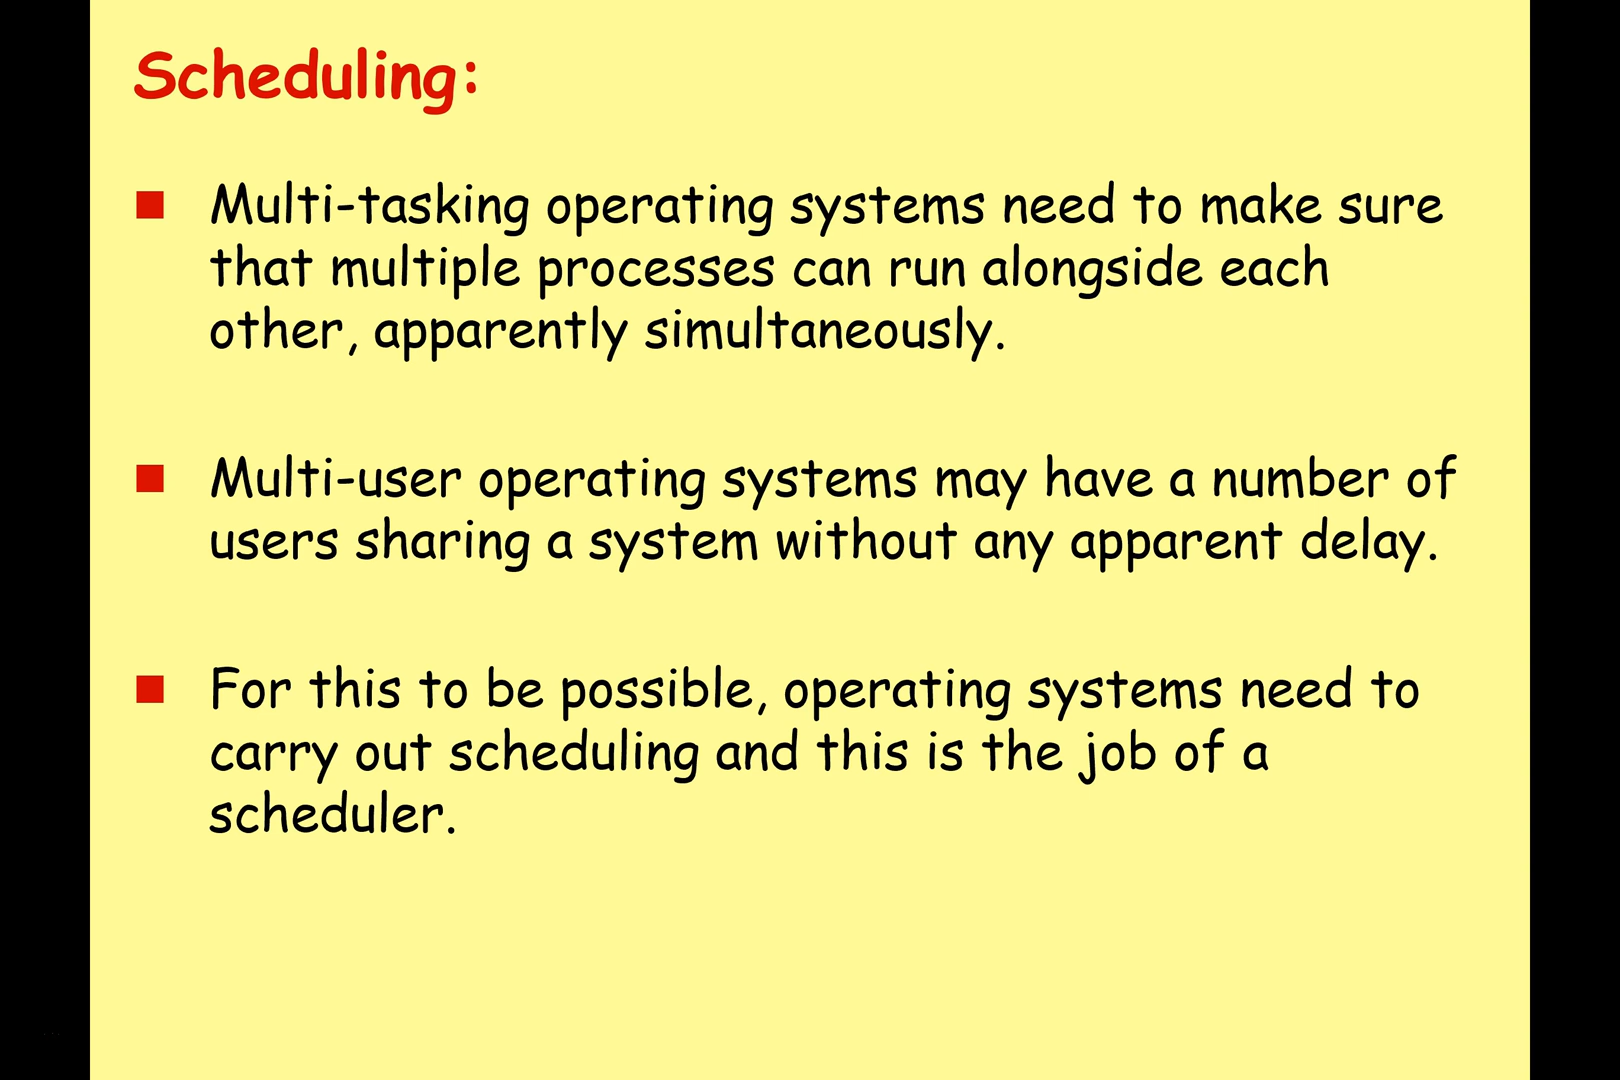 Scheduling:
Multi-tasking operating systems need to make sure
that multiple processes can run alongside each
other, apparently simultaneously.
Multi-user operating systems may have a number of
users sharing a system without any apparent delay.
For this to be possible, operating systems need to
carry out scheduling and this is the job of a
scheduler.